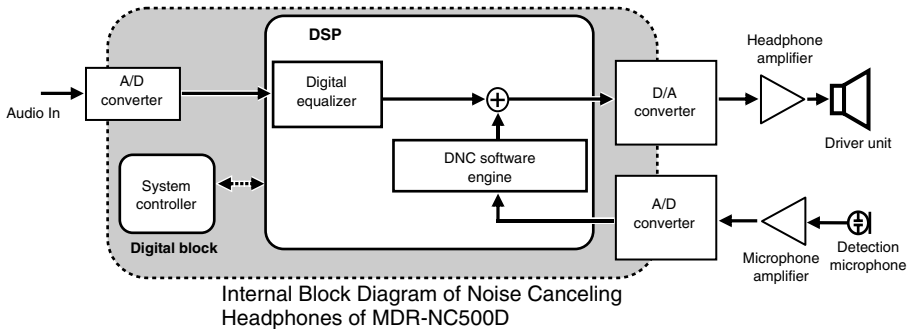 DSP
Headphone
amplifier
A/D
converter
Digital
equalizer
D/A
converter
Audio In
Driver unit
DNC software
engine
System
controller
A/D
converter
Digital block
Microphone
amplifier
Detection
microphone
Internal Block Diagram of Noise Canceling
Headphones of MDR-NC500D